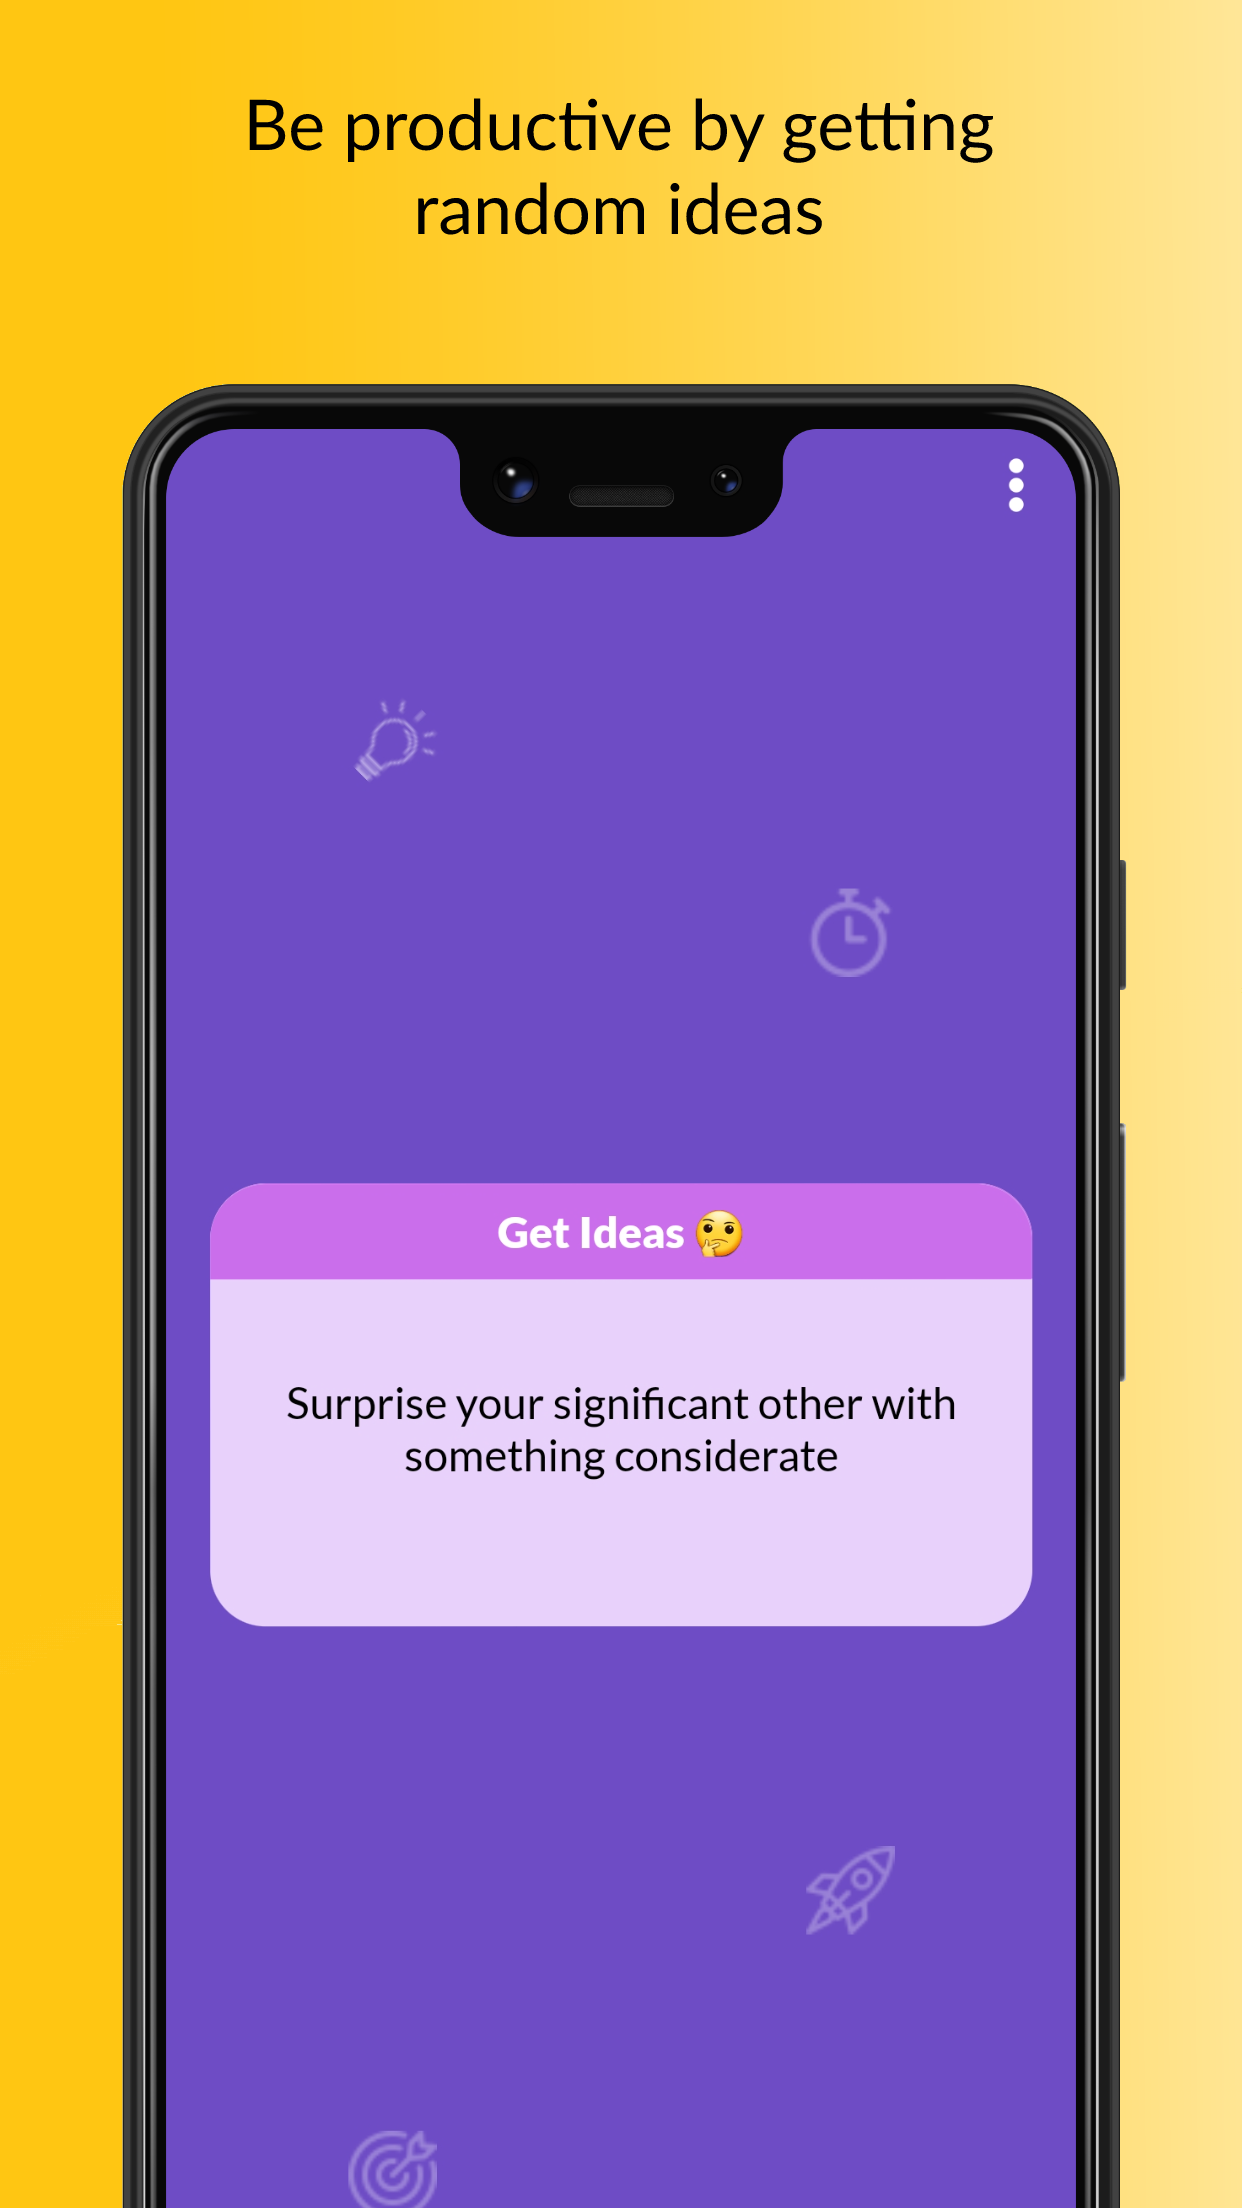 Be productive by getting
random ideas
Get Ideas 🤔
Surprise your significant other with
something considerate